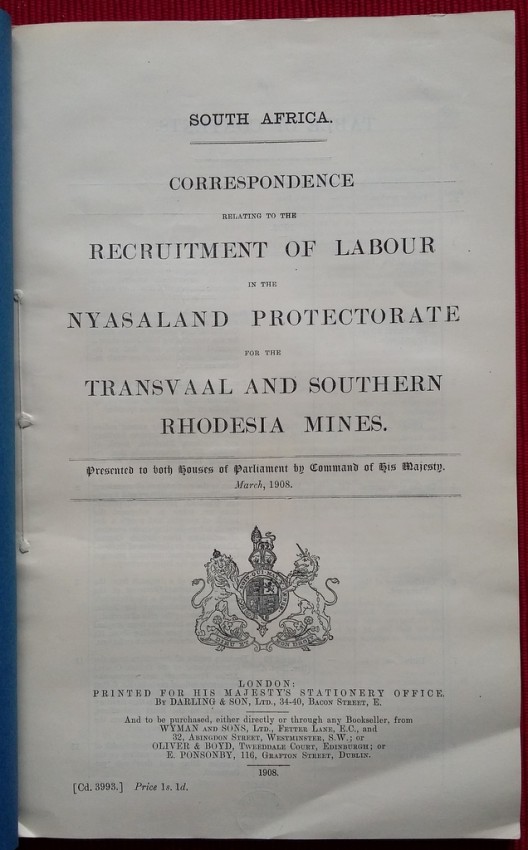 SOUTH AFRICA.
CORRESPONDENCE
RELATING TO THE
RECRUITMENT OF LABOUR
IN THE
NYASALAND PROTECTORATE
FOR THE
TRANSVAAL AND SOUTHERN
RHODESIA MINES.
Presented to both Houses of Parliament by Command of His Majesty.
March, 1908.
LONDON:
PRINTED FOR HIS MAJESTY'S STATIONERY OFFICE,
BY DARLING & SON, LTD., 34-40, BACON STREET, E.
And to be purchased, either directly or through any Bookseller, from
WYMAN AND SONS, LTD., FETTER LANE, E.C., and
32, ABINGDON STREET, WESTMINSTER, S.W.; or
OLIVER & BOYD, TWEEDDALE COURT, EDINBURGH; or
E. PONSONBY, 116, GRAFTON STREET, DUBLIN.
1908.
[Cd. 3993.] Price 1s. 1d.